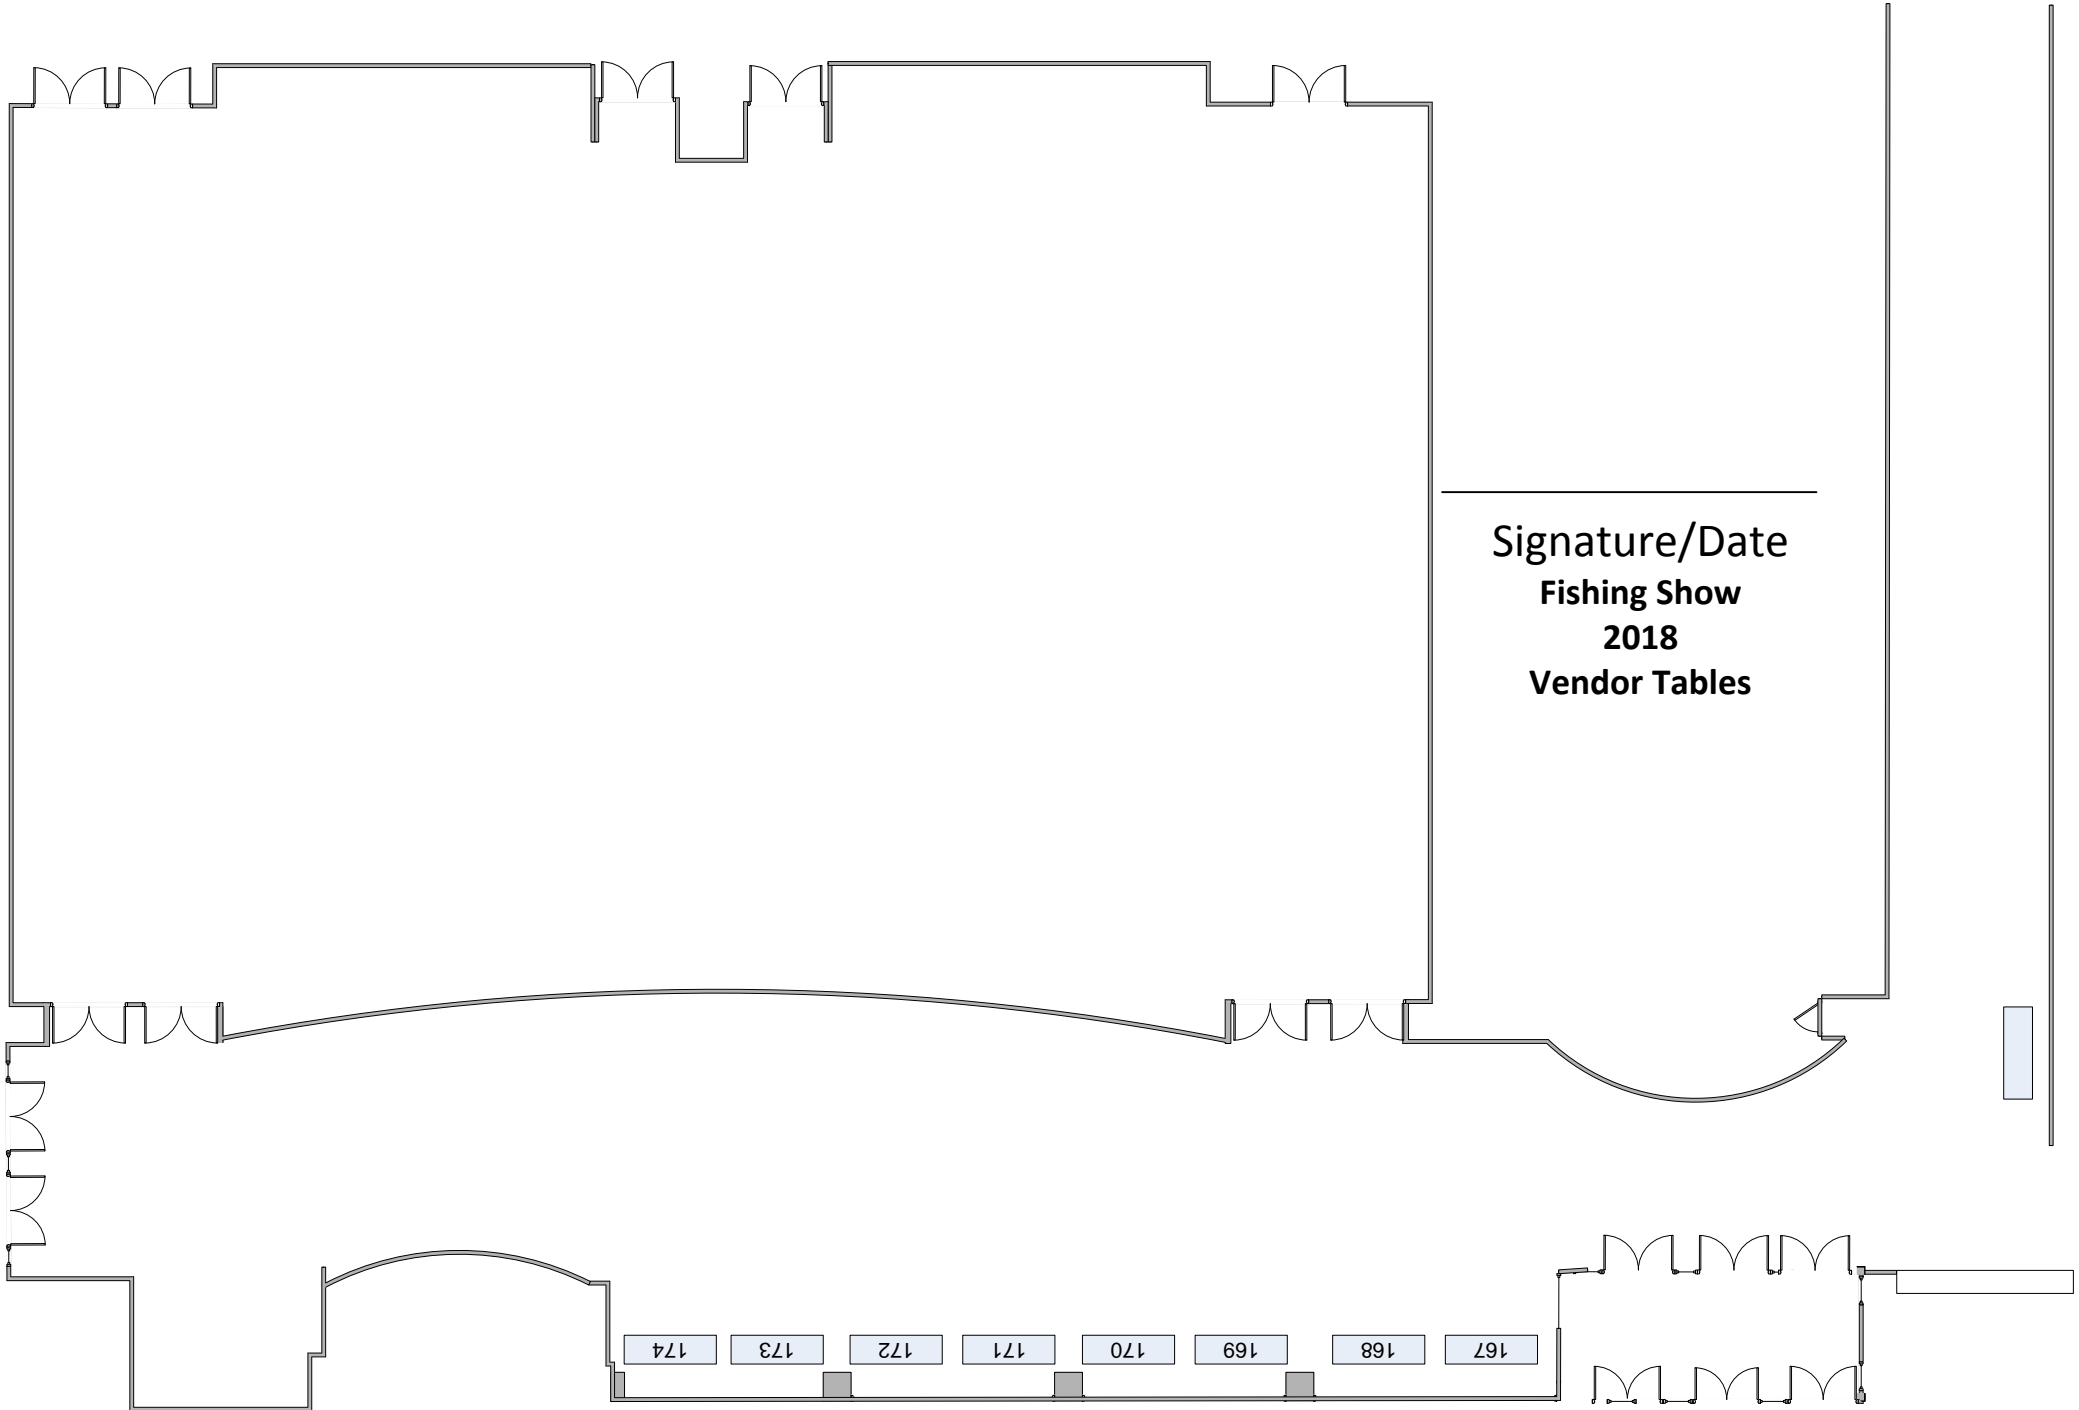 Signature/Date
Fishing Show
2018
Vendor Tables
174 173 172 171 170 169 168 167